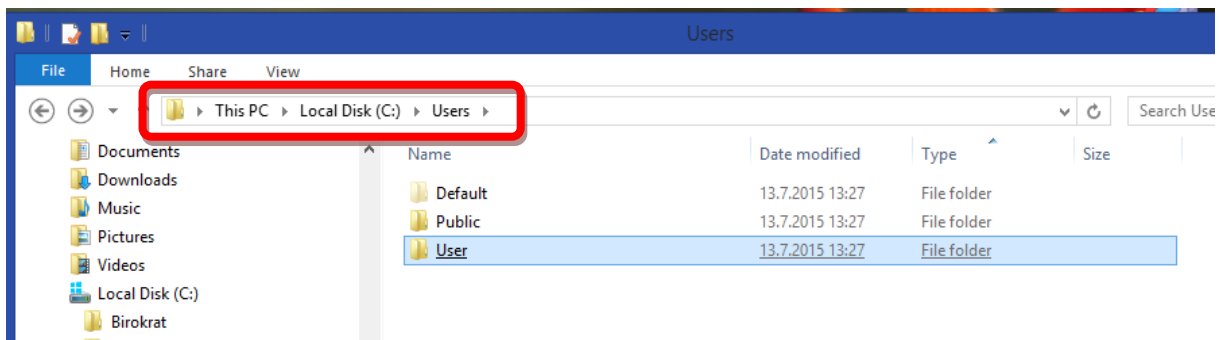 Users
File Home Share View
This PC Local Disk (C:) Users
Search Use
Documents
Downloads
Music
Pictures
Videos
Local Disk (C:)
Birokrat
Name Date modified Type Size
Default 13.7.2015 13:27 File folder
Public 13.7.2015 13:27 File folder
User 13.7.2015 13:27 File folder